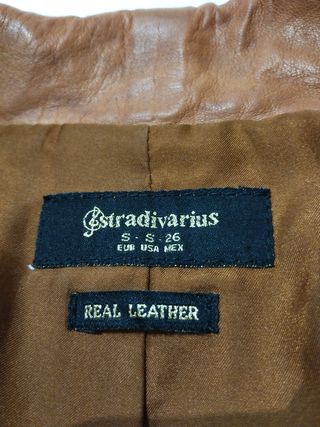 Stradivarius
S - S - 26
EUR USA MEX
REAL LEATHER